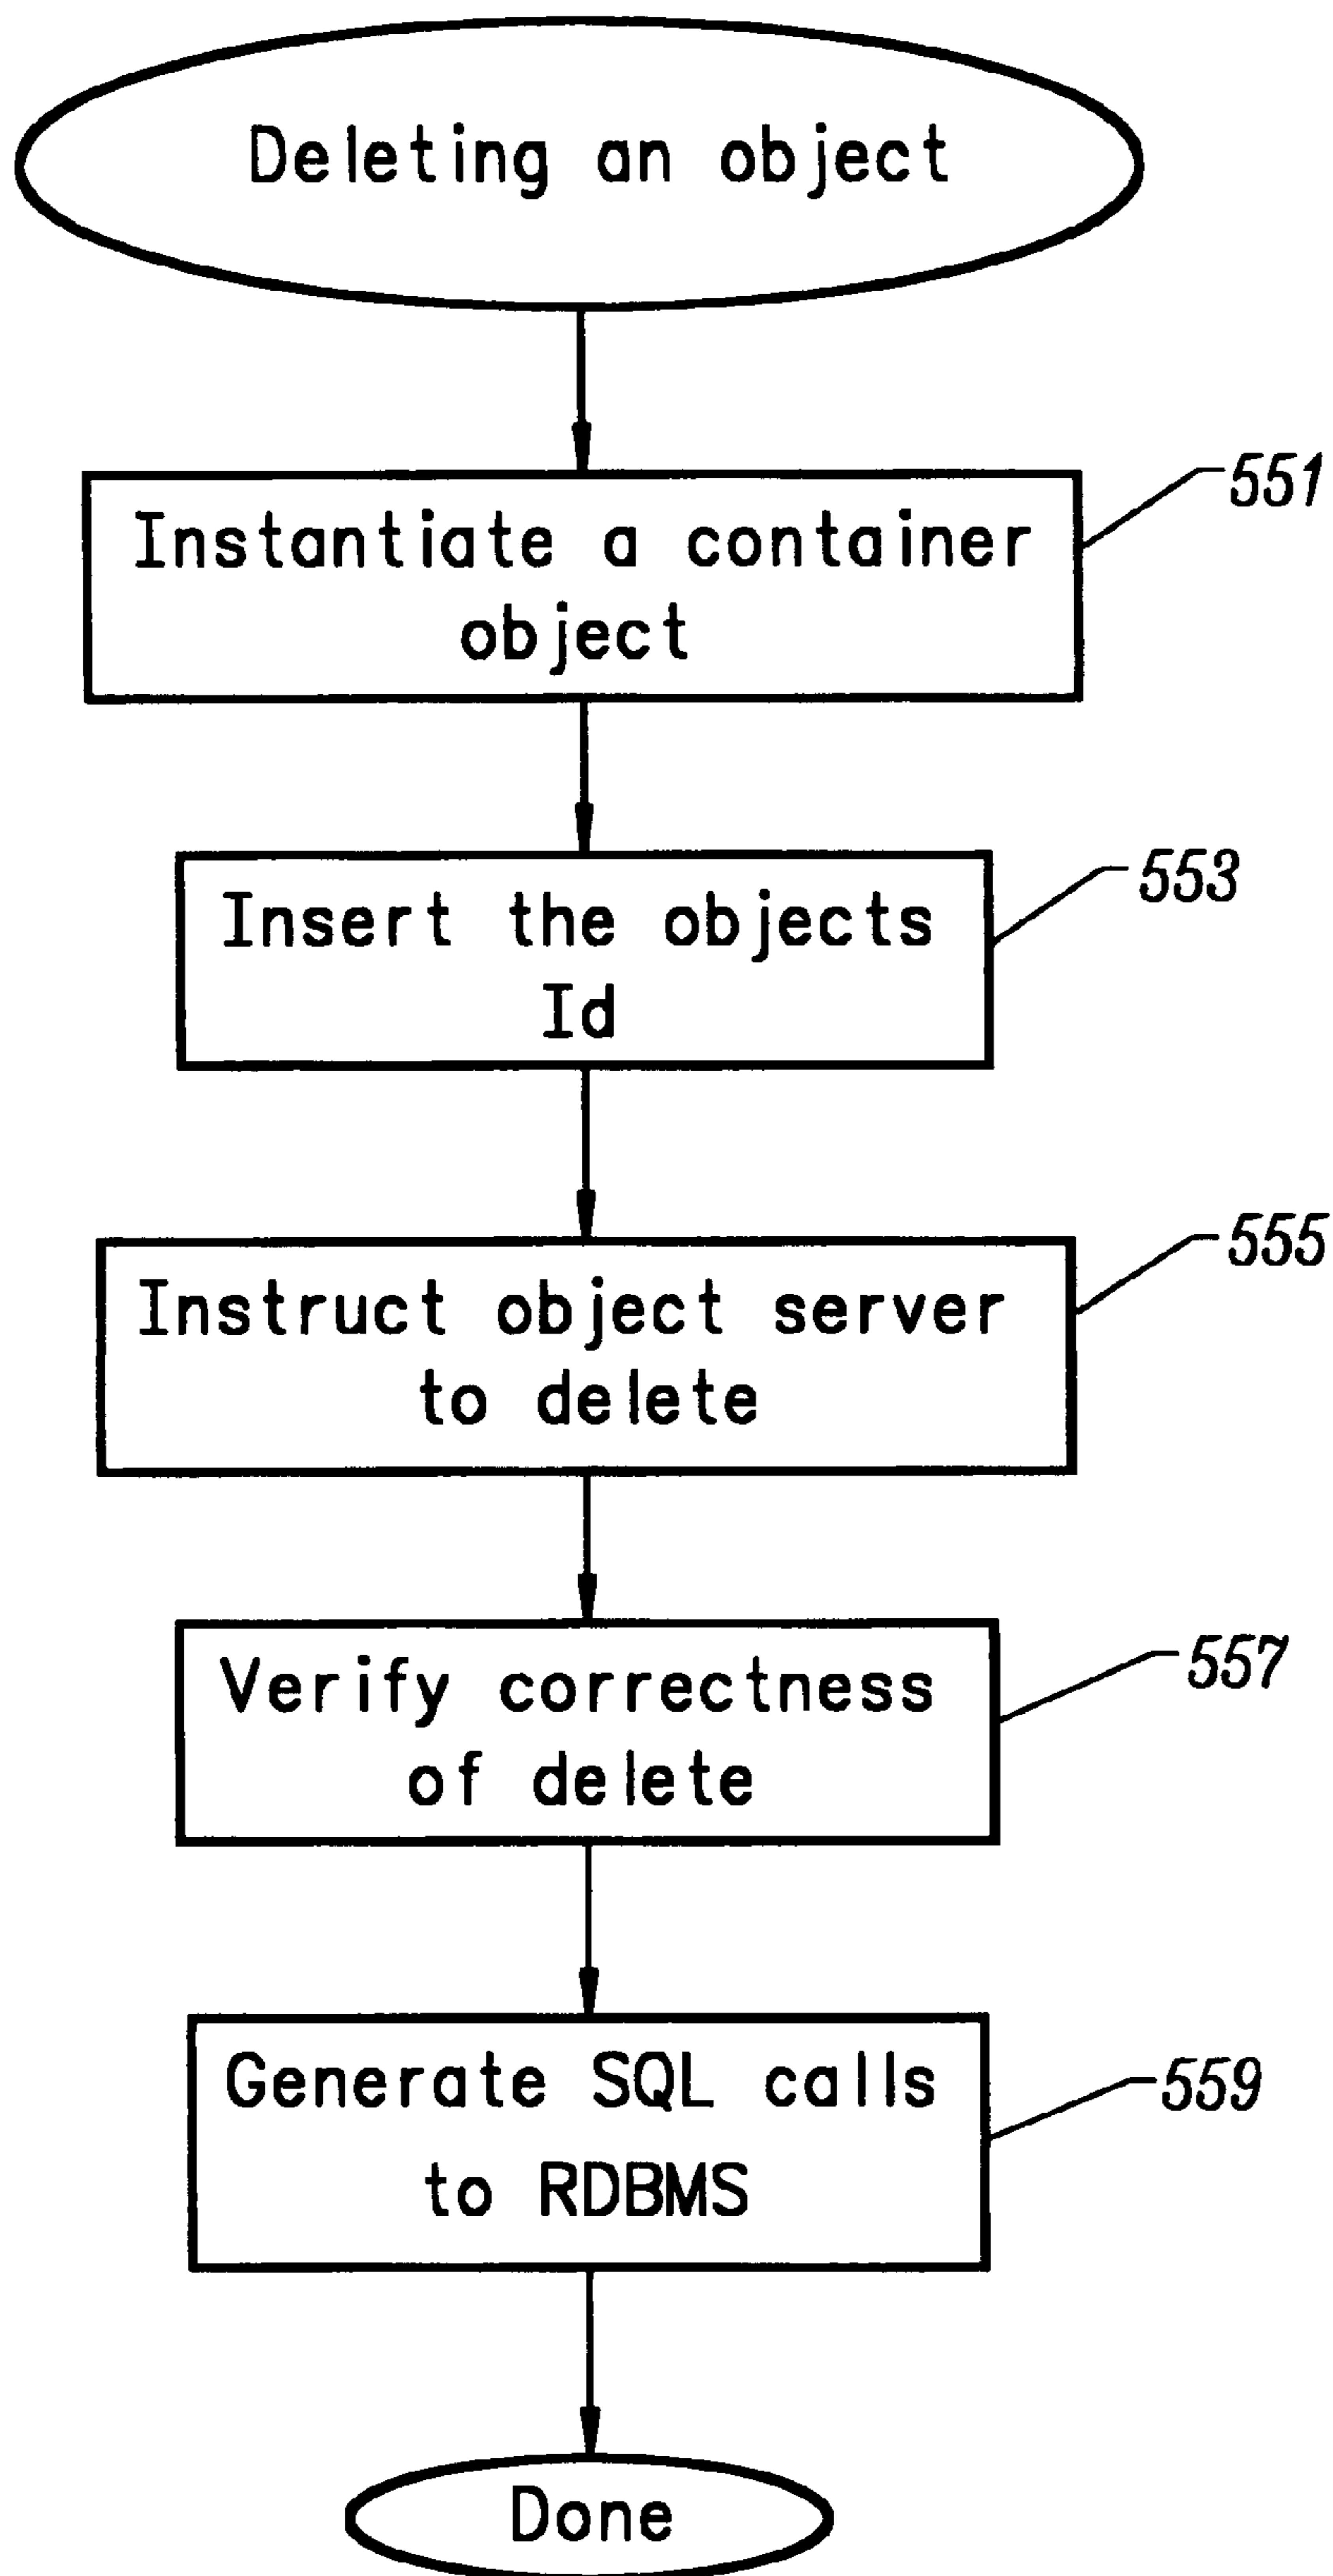 Deleting an object
551
Instantiate a container
object
553
Insert the objects
Id
555
Instruct object server
to delete
557
Verify correctness
of delete
559
Generate SQL calls
to RDBMS
Done